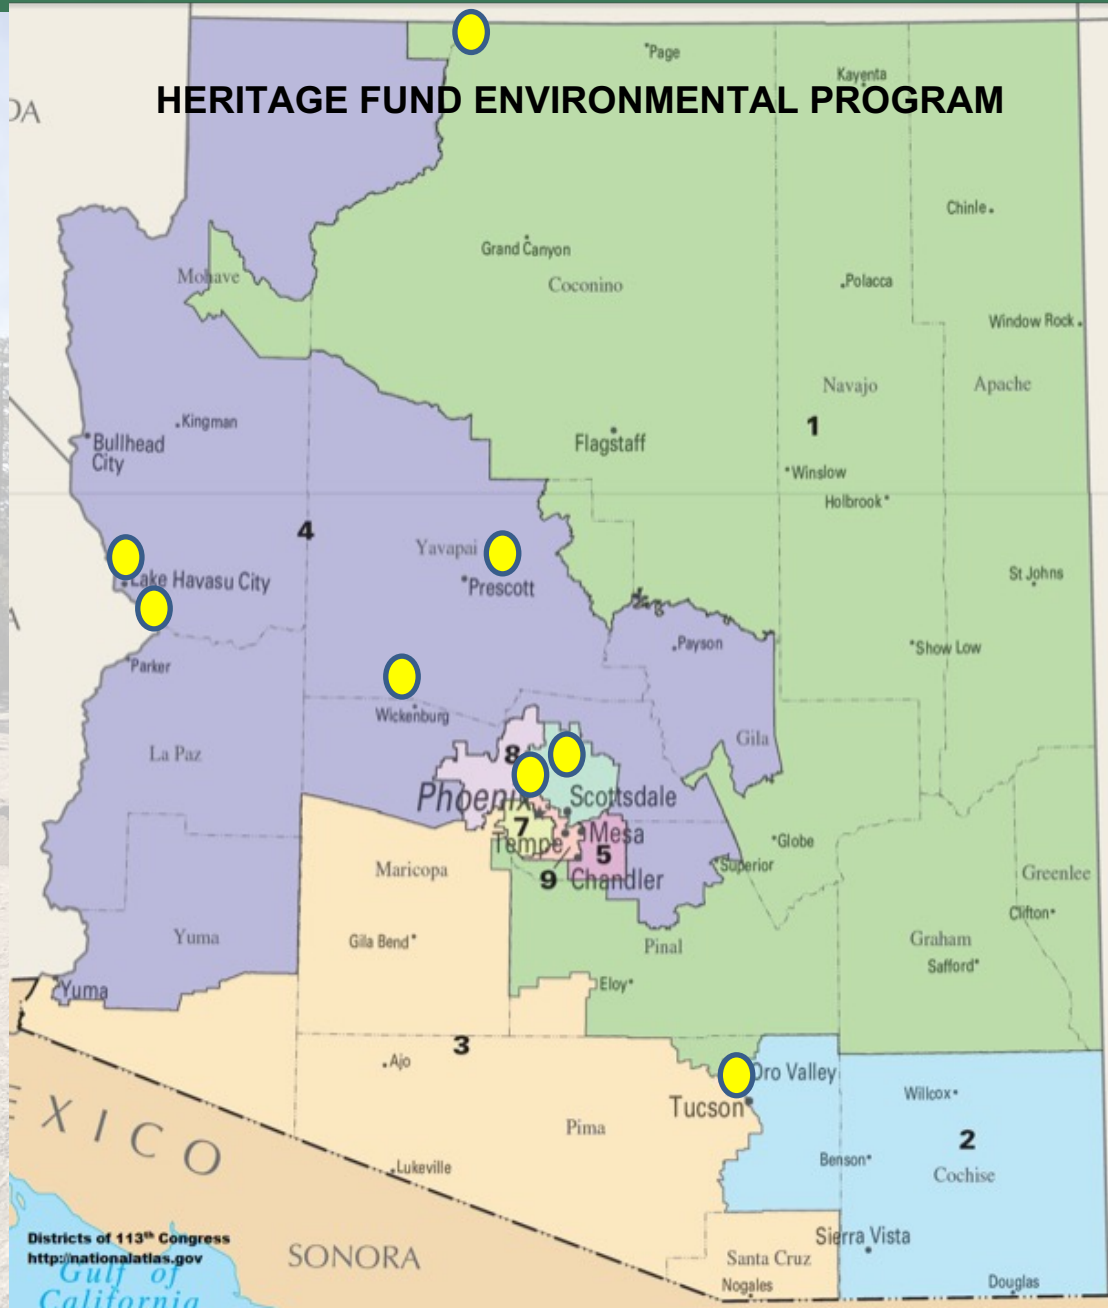 Page
Kayenta
HERITAGE FUND ENVIRONMENTAL PROGRAM
DA
Chinle
Grand Canyon
Mohave
Coconino
Polacca
Window Rock
Navajo
Apache
Kingman
1
Bullhead
City
Flagstaff
Winslow
Holbrook
4
Yavapai
Lake Havasu City
Prescott
St Johns
A
Payson
Show Low
Parker
Wickenburg
La Paz
Gila
8
Phoenix
Scottsdale
7
Mesa
Tempe
5
Globe
Superior
Maricopa
9
Chandler
Greenlee
Clifton
Yuma
Gila Bend
Pinal
Graham
Safford
Yuma
Eloy
3
Ajo
Oro Valley
Tucson
Willcox
EXICO
Pima
2
Benson
Cochise
Lukeville
Districts of 113th Congress
http://nationalatlas.gov
Sierra Vista
SONORA
Santa Cruz
Gulf of
California
Nogales
Douglas